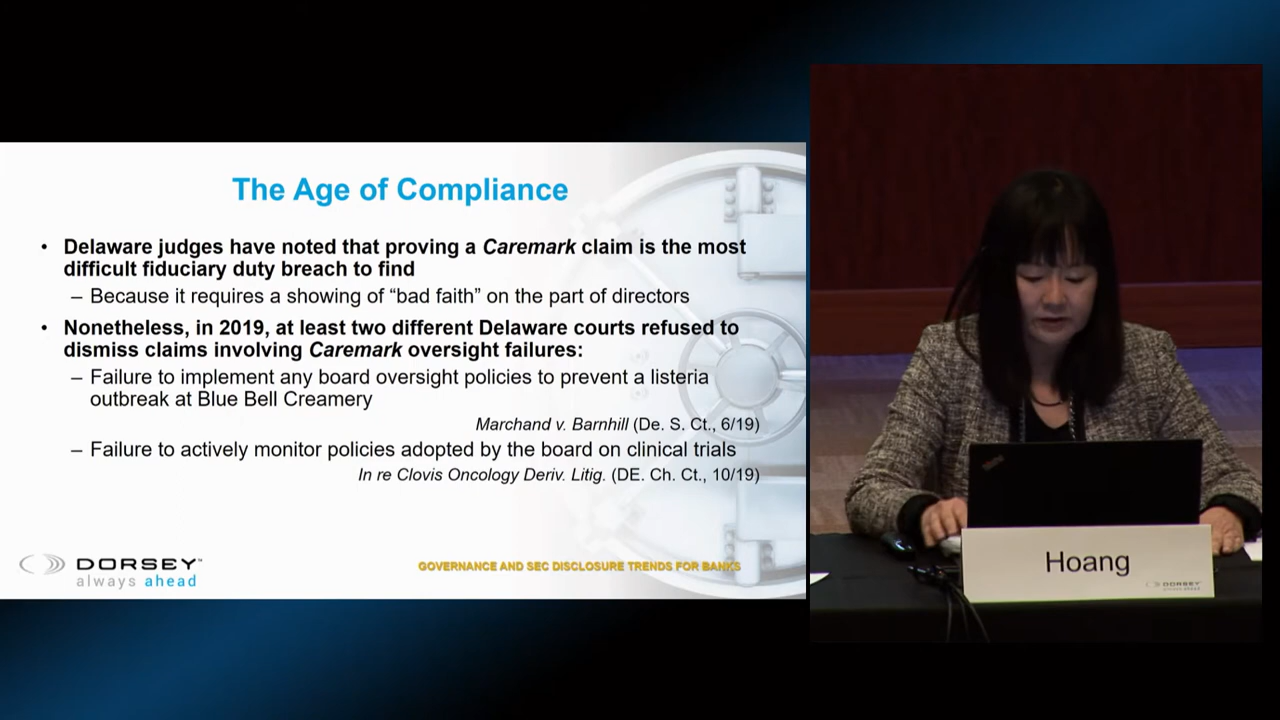 The Age of Compliance
• Delaware judges have noted that proving a Caremark claim is the most
difficult fiduciary duty breach to find
– Because it requires a showing of “bad faith” on the part of directors
• Nonetheless, in 2019, at least two different Delaware courts refused to
dismiss claims involving Caremark oversight failures:
– Failure to implement any board oversight policies to prevent a listeria
outbreak at Blue Bell Creamery
Marchand v. Barnhill (De. S. Ct., 6/19)
– Failure to actively monitor policies adopted by the board on clinical trials
In re Clovis Oncology Deriv. Litig. (DE. Ch. Ct., 10/19)
DORSEY™
always ahead
GOVERNANCE AND SEC DISCLOSURE TRENDS FOR BANKS
Hoang
DORSEY